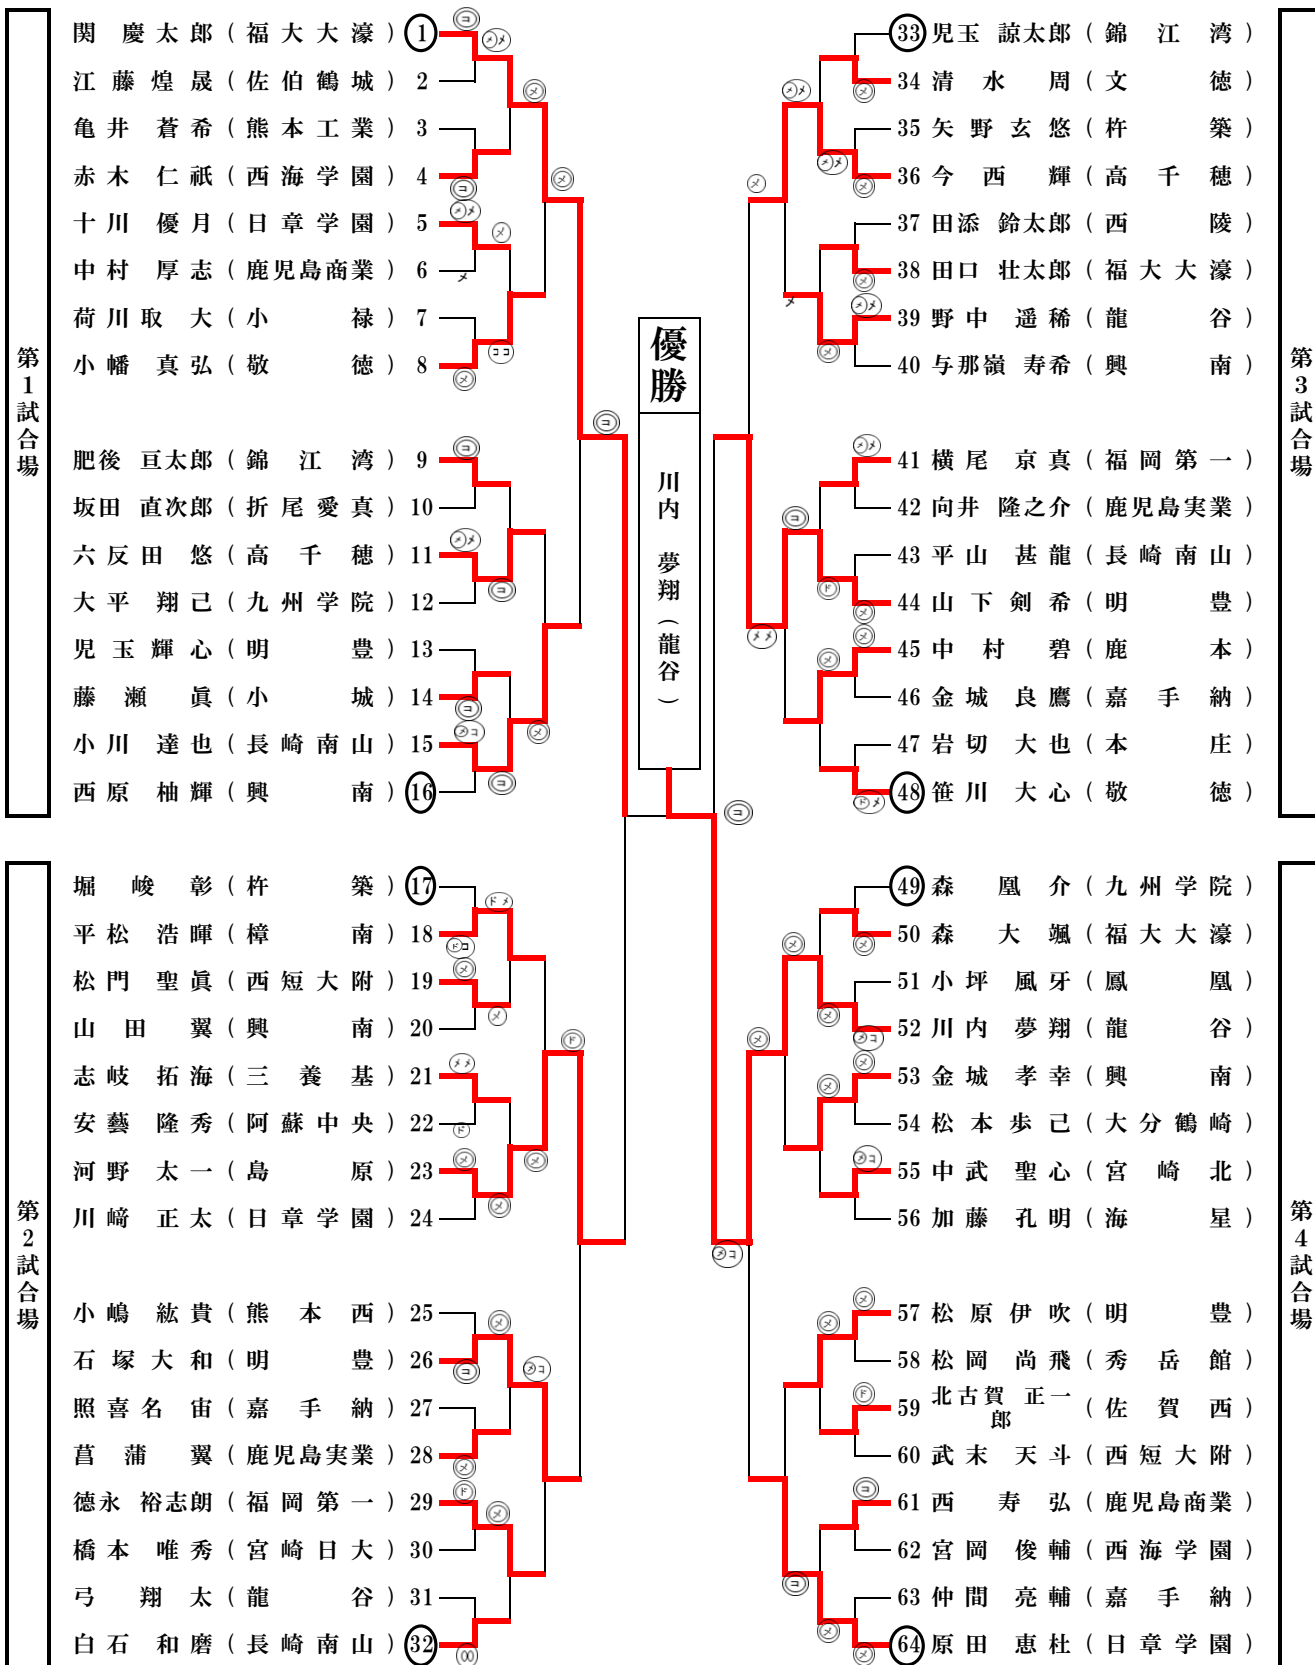 第1試合場
関 慶太郎（福大大濠）1
江藤煌晟（佐伯鶴城）2
亀井 蒼希（熊本工業）3
赤木 仁祇（西海学園）4
十川 優月（日章学園）5
中村 厚志（鹿児島商業）6
荷川取 大（小禄）7
小幡 真弘（敬徳）8
肥後 亘太郎（錦江湾）9
坂田 直次郎（折尾愛真）10
六反田 悠（高千穂）11
大平 翔己（九州学院）12
児玉輝心（明豊）13
藤瀬 眞（小城）14
小川 達也（長崎南山）15
西原 柚輝（興南）16
第2試合場
堀 峻彰（杵築）17
平松 浩暉（樟南）18
松門 聖眞（西短大附）19
山田 翼（興南）20
志岐 拓海（三養基）21
安藝 隆秀（阿蘇中央）22
河野 太一（島原）23
川﨑 正太（日章学園）24
小嶋 紘貴（熊本西）25
石塚大和（明豊）26
照喜名 宙（嘉手納）27
菖蒲 翼（鹿児島実業）28
德永 裕志朗（福岡第一）29
橋本 唯秀（宮崎日大）30
弓 翔太（龍谷）31
白石 和磨（長崎南山）32
優勝
川内 夢翔（龍谷）
第3試合場
33 児玉 諒太郎（錦江湾）
34 清水 周（文徳）
35 矢野玄悠（杵築）
36 今西 輝（高千穂）
37 田添 鈴太郎（西陵）
38 田口 壮太郎（福大大濠）
39 野中 遥稀（龍谷）
40 与那嶺 寿希（興南）
41 横尾 京真（福岡第一）
42 向井 隆之介（鹿児島実業）
43 平山 甚龍（長崎南山）
44 山下剣希（明豊）
45 中村 碧（鹿本）
46 金城 良鷹（嘉手納）
47 岩切 大也（本庄）
48 笹川 大心（敬徳）
第4試合場
49 森 凰介（九州学院）
50 森 大颯（福大大濠）
51 小坪 風牙（鳳凰）
52 川内 夢翔（龍谷）
53 金城 孝幸（興南）
54 松本歩己（大分鶴崎）
55 中武 聖心（宮崎北）
56 加藤 孔明（海星）
57 松原伊吹（明豊）
58 松岡 尚飛（秀岳館）
59 北古賀 正一郎（佐賀西）
60 武末 天斗（西短大附）
61 西 寿弘（鹿児島商業）
62 宮岡 俊輔（西海学園）
63 仲間 亮輔（嘉手納）
64 原田 恵杜（日章学園）